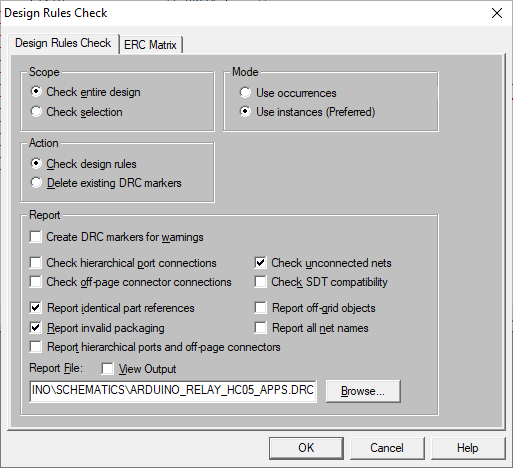 Design Rules Check
Design Rules Check ERC Matrix
Scope
Check entire design
Check selection
Mode
Use occurrences
Use instances (Preferred)
Action
Check design rules
Delete existing DRC markers
Report
Create DRC markers for warnings
Check hierarchical port connections
Check unconnected nets
Check off-page connector connections
Check SDT compatibility
Report identical part references
Report off-grid objects
Report invalid packaging
Report all net names
Report hierarchical ports and off-page connectors
Report File:
View Output
INO\SCHEMATICS\ARDUINO_RELAY_HC05_APPS.DRC
Browse...
OK
Cancel
Help